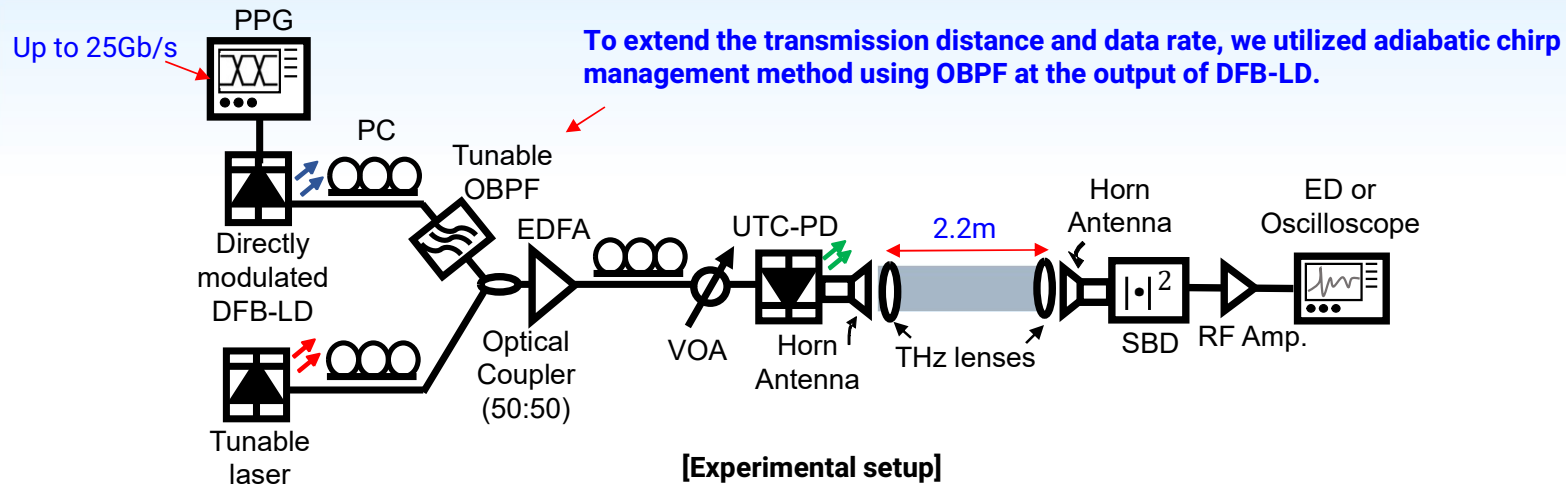 PPG
Up to 25Gb/s
To extend the transmission distance and data rate, we utilized adiabatic chirp
management method using OBPF at the output of DFB-LD.
PC
Tunable
OBPF
Directly
modulated
DFB-LD
EDFA
UTC-PD
2.2m
Horn
Antenna
ED or
Oscilloscope
|•|²
Optical
Coupler
(50:50)
VOA
Horn
Antenna
THz lenses
SBD
RF Amp.
Tunable
laser
[Experimental setup]